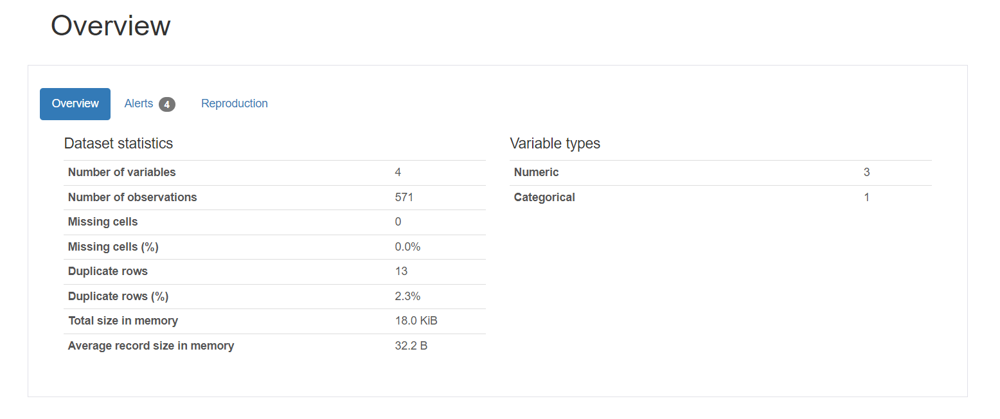 Overview
Overview Alerts 4 Reproduction
Dataset statistics
Number of variables 4
Number of observations 571
Missing cells 0
Missing cells (%) 0.0%
Duplicate rows 13
Duplicate rows (%) 2.3%
Total size in memory 18.0 KiB
Average record size in memory 32.2 B
Variable types
Numeric 3
Categorical 1